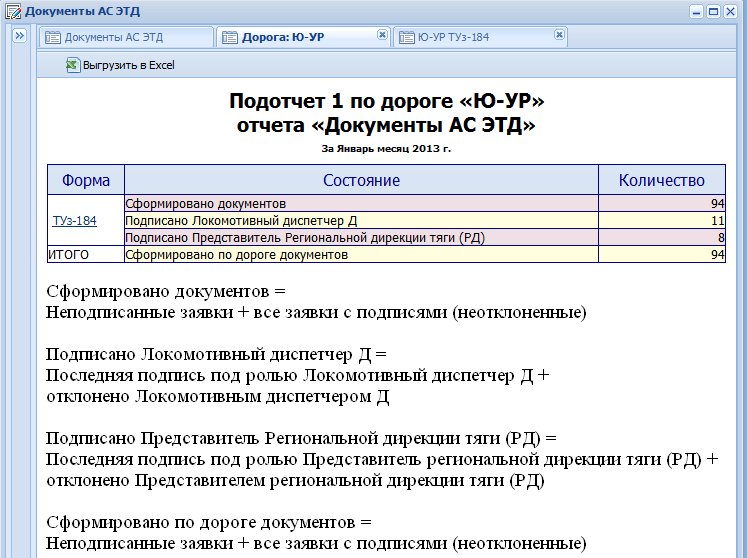 Документы АС ЭТД
Документы АС ЭТД
Дорога: Ю-УР
Ю-УР ТУз-184
Выгрузить в Excel
Подотчет 1 по дороге «Ю-УР»
отчета «Документы АС ЭТД»
За Январь месяц 2013 г.
Форма Состояние Количество
ТУз-184
Сформировано документов 94
Подписано Локомотивный диспетчер Д 11
Подписано Представитель Региональной дирекции тяги (РД) 8
ИТОГО Сформировано по дороге документов 94
Сформировано документов =
Неподписанные заявки + все заявки с подписями (неотклоненные)
Подписано Локомотивный диспетчер Д =
Последняя подпись под ролью Локомотивный диспетчер Д +
отклонено Локомотивным диспетчером Д
Подписано Представитель Региональной дирекции тяги (РД) =
Последняя подпись под ролью Представитель региональной дирекции тяги (РД) +
отклонено Представителем региональной дирекции тяги (РД)
Сформировано по дороге документов =
Неподписанные заявки + все заявки с подписями (неотклоненные)